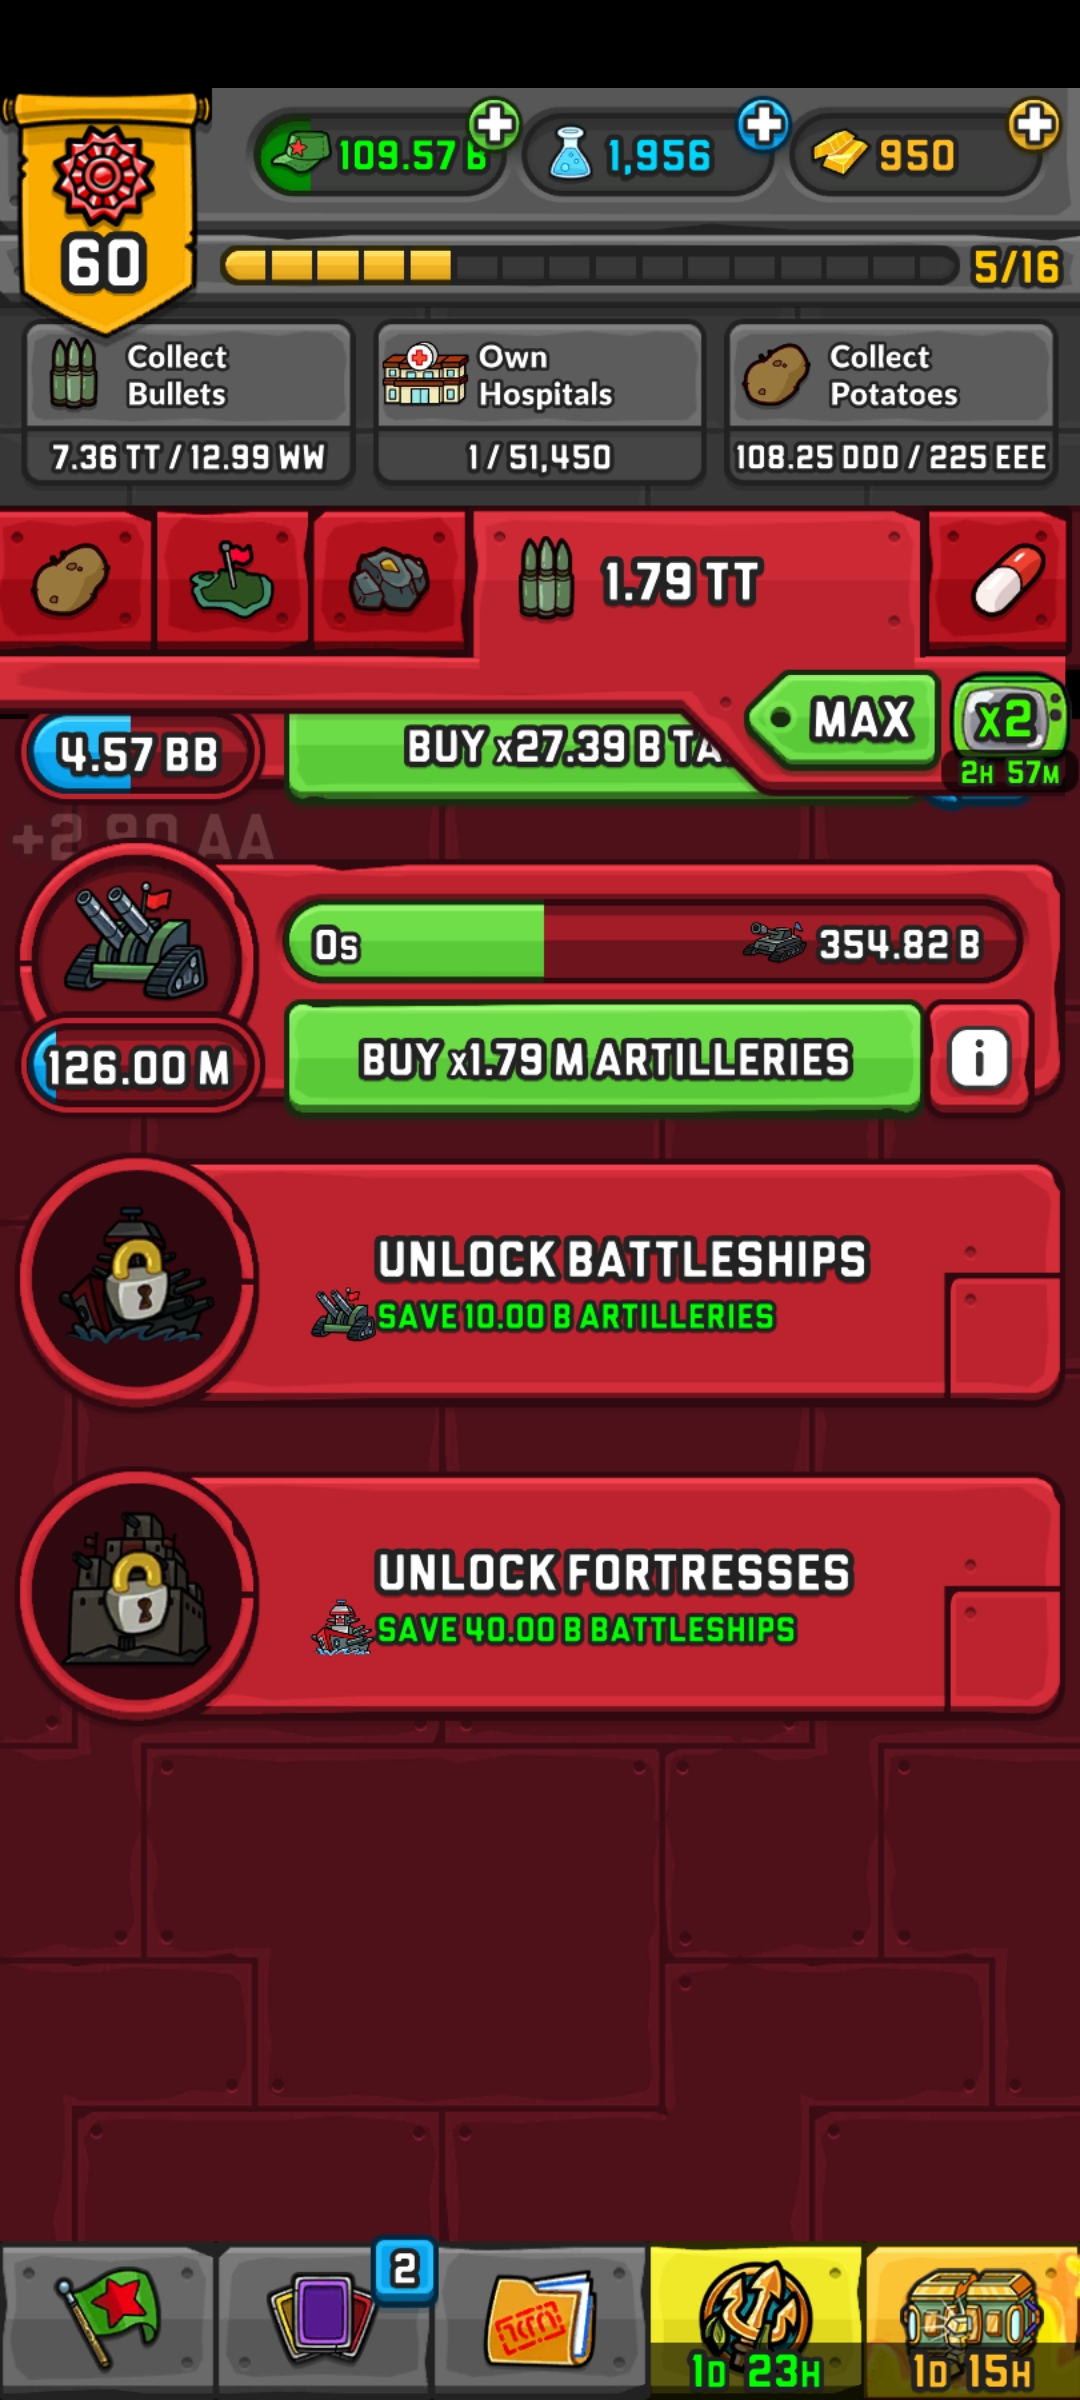 109.57 B
1,956
950
60
5/16
Collect
Bullets
7.36 TT / 12.99 WW
Own
Hospitals
1 / 51,450
Collect
Potatoes
108.25 DDD / 225 EEE
1.79 TT
MAX
x2
2H 57M
4.57 BB
BUY x27.39 B TA
+2.90 AA
0s
354.82 B
126.00 M
BUY x1.79 M ARTILLERIES
i
UNLOCK BATTLESHIPS
SAVE 10.00 B ARTILLERIES
UNLOCK FORTRESSES
SAVE 40.00 B BATTLESHIPS
2
1D 23H
1D 15H